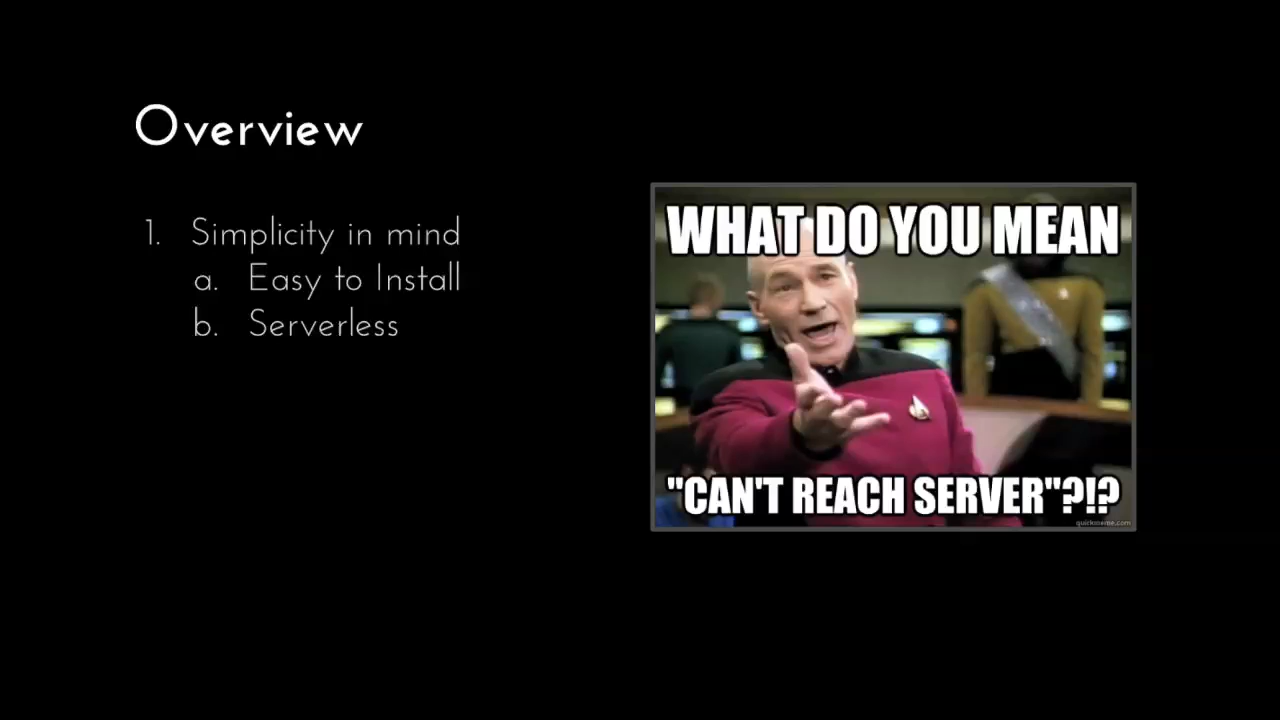 Overview
1. Simplicity in mind
a. Easy to Install
b. Serverless
WHAT DO YOU MEAN
"CAN'T REACH SERVER"?!?
quickmeme.com